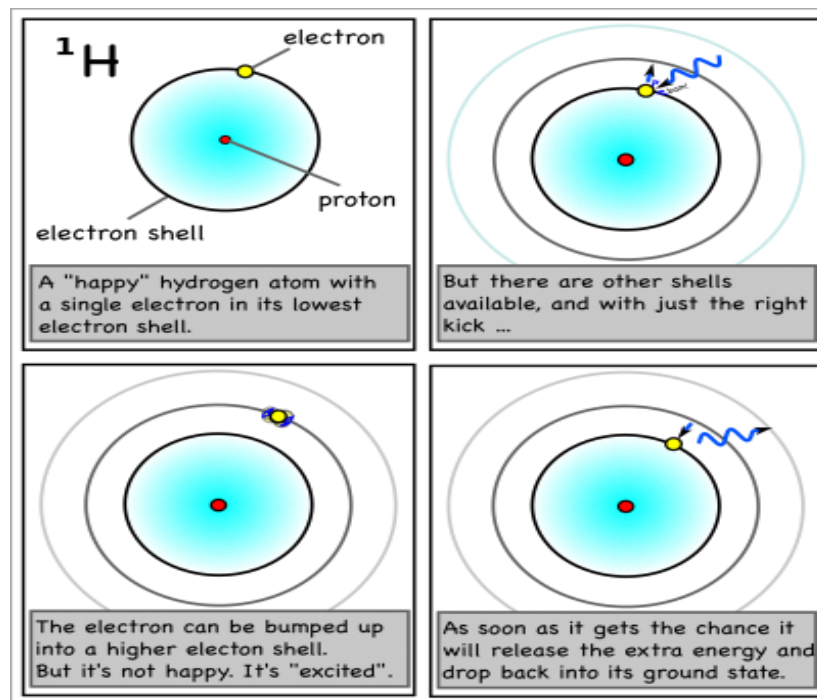 ¹H
electron
proton
electron shell
A "happy" hydrogen atom with
a single electron in its lowest
electron shell.
But there are other shells
available, and with just the right
kick ...
The electron can be bumped up
into a higher electon shell.
But it's not happy. It's "excited".
As soon as it gets the chance it
will release the extra energy and
drop back into its ground state.